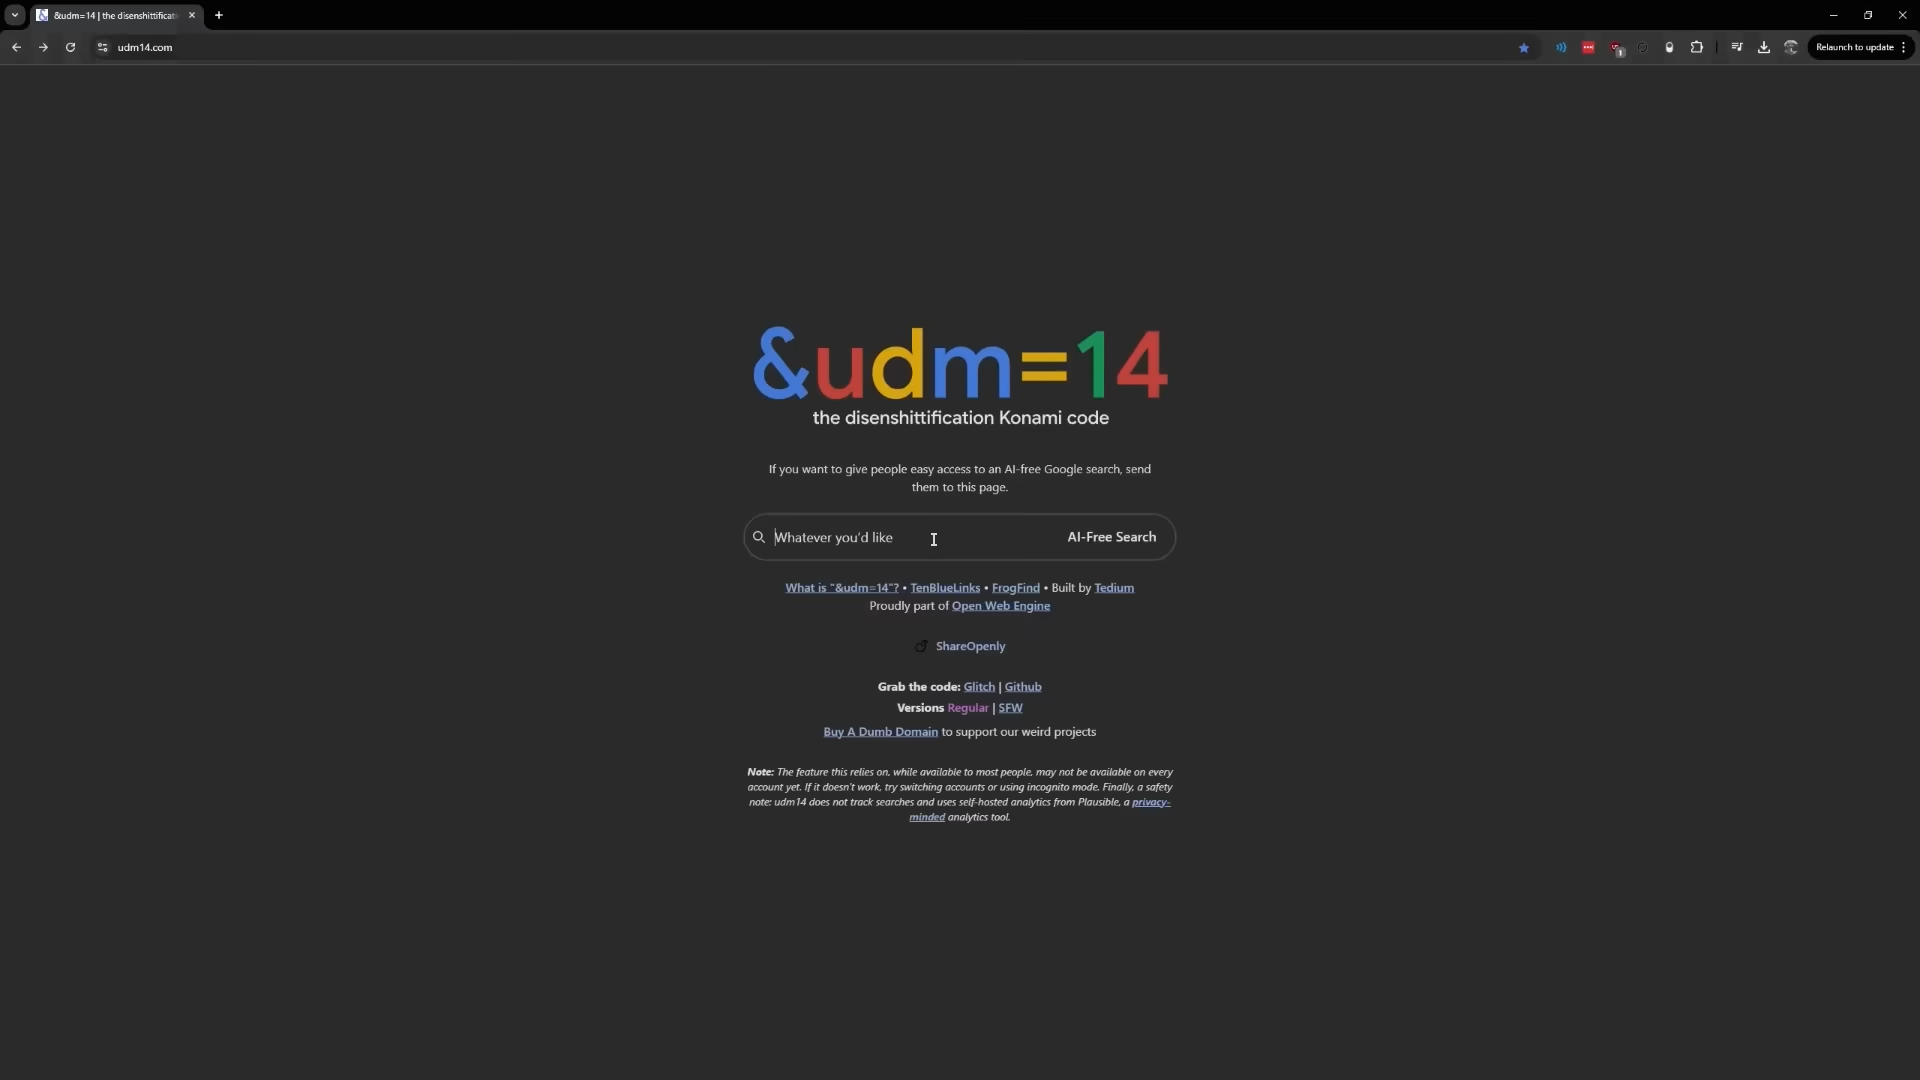 &udm=14 | the disenshittificat
udm14.com
1
Relaunch to update
&udm=14
the disenshittification Konami code
If you want to give people easy access to an AI-free Google search, send
them to this page.
Whatever you'd like
AI-Free Search
What is "&udm=14"? • TenBlueLinks • FrogFind • Built by Tedium
Proudly part of Open Web Engine
ShareOpenly
Grab the code: Glitch | Github
Versions Regular | SFW
Buy A Dumb Domain to support our weird projects
Note: The feature this relies on, while available to most people, may not be available on every
account yet. If it doesn't work, try switching accounts or using incognito mode. Finally, a safety
note: udm14 does not track searches and uses self-hosted analytics from Plausible, a privacy-
minded analytics tool.